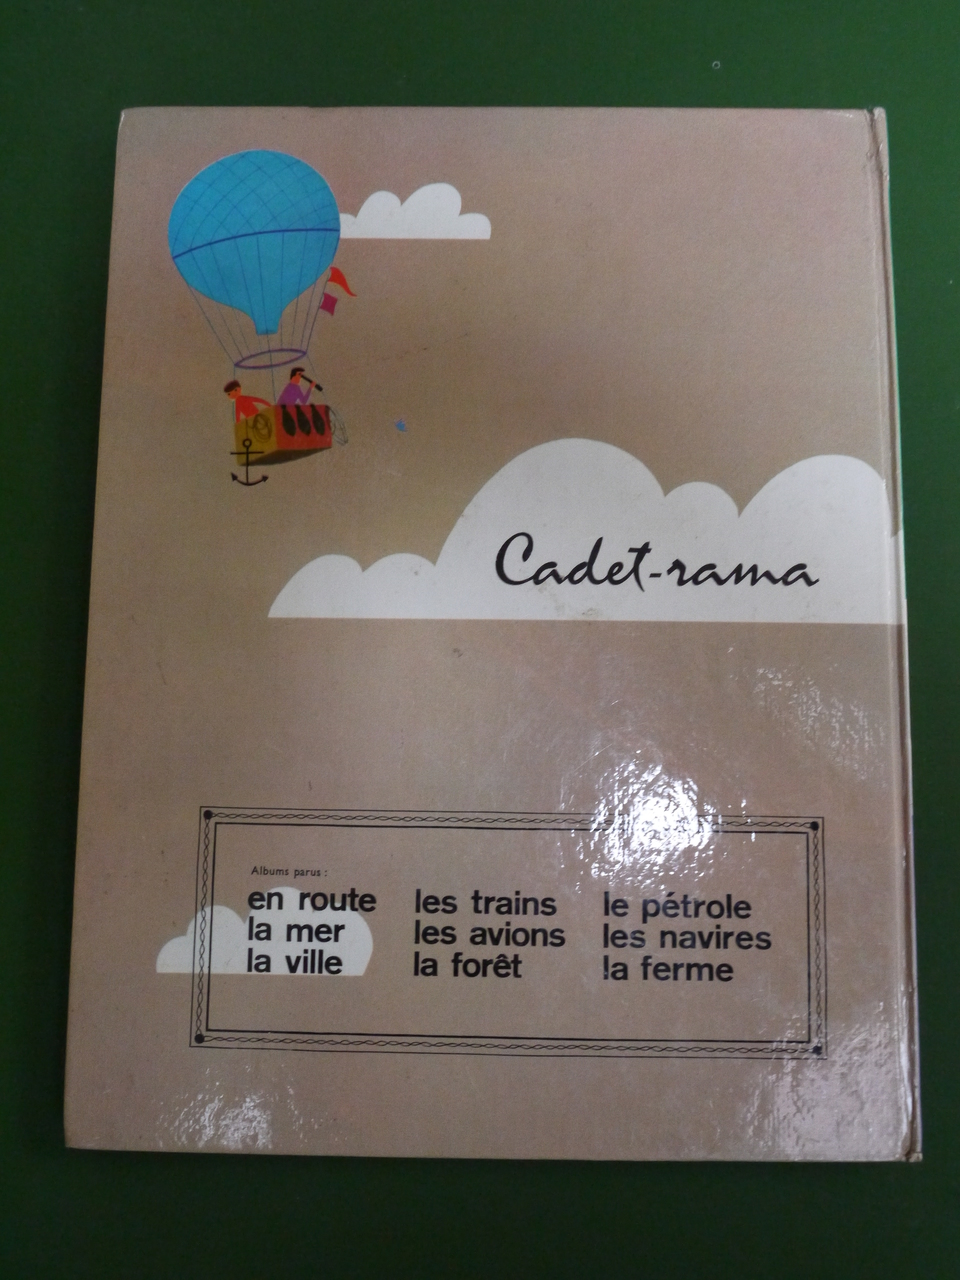 Cadet-rama
Albums parus :
en route
la mer
la ville
les trains
les avions
la forêt
le pétrole
les navires
la ferme